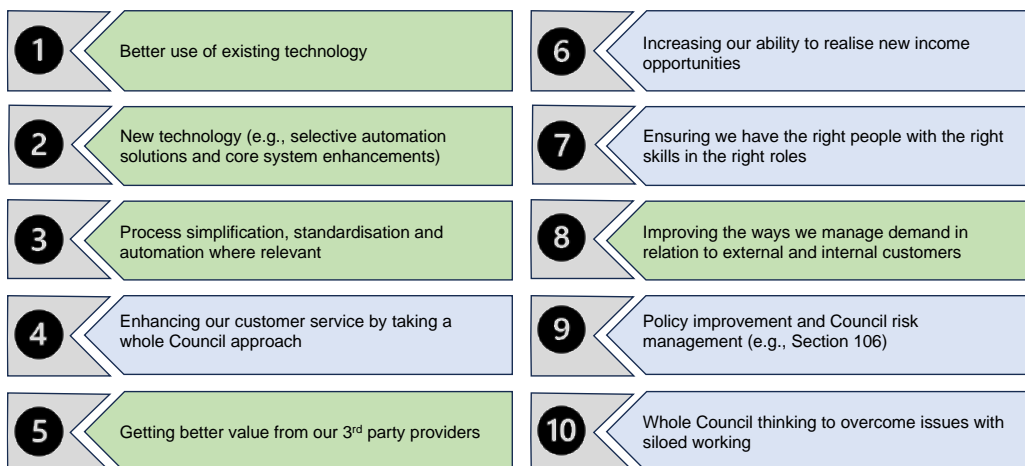 1
Better use of existing technology
2
New technology (e.g., selective automation
solutions and core system enhancements)
3
Process simplification, standardisation and
automation where relevant
4
Enhancing our customer service by taking a
whole Council approach
5
Getting better value from our 3rd party providers
6
Increasing our ability to realise new income
opportunities
7
Ensuring we have the right people with the right
skills in the right roles
8
Improving the ways we manage demand in
relation to external and internal customers
9
Policy improvement and Council risk
management (e.g., Section 106)
10
Whole Council thinking to overcome issues with
siloed working